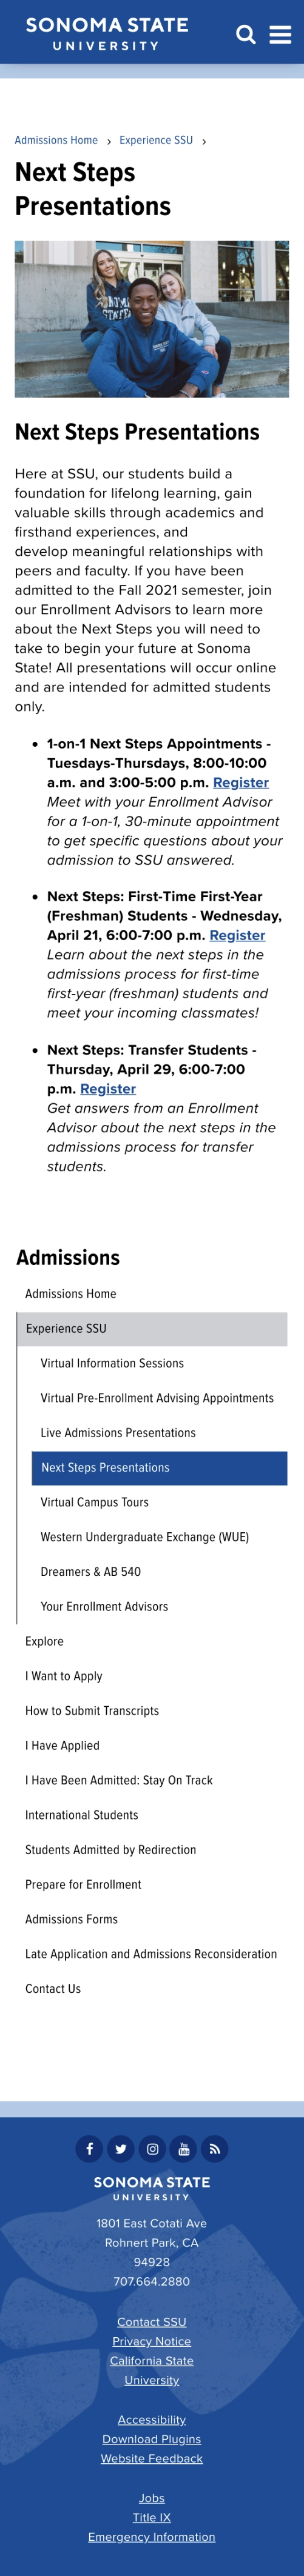 SONOMA STATE
UNIVERSITY
Admissions Home › Experience SSU ›
Next Steps
Presentations
Next Steps Presentations
Here at SSU, our students build a
foundation for lifelong learning, gain
valuable skills through academics and
firsthand experiences, and
develop meaningful relationships with
peers and faculty. If you have been
admitted to the Fall 2021 semester, join
our Enrollment Advisors to learn more
about the Next Steps you will need to
take to begin your future at Sonoma
State! All presentations will occur online
and are intended for admitted students
only.
• 1-on-1 Next Steps Appointments -
Tuesdays-Thursdays, 8:00-10:00
a.m. and 3:00-5:00 p.m. Register
Meet with your Enrollment Advisor
for a 1-on-1, 30-minute appointment
to get specific questions about your
admission to SSU answered.
• Next Steps: First-Time First-Year
(Freshman) Students - Wednesday,
April 21, 6:00-7:00 p.m. Register
Learn about the next steps in the
admissions process for first-time
first-year (freshman) students and
meet your incoming classmates!
• Next Steps: Transfer Students -
Thursday, April 29, 6:00-7:00
p.m. Register
Get answers from an Enrollment
Advisor about the next steps in the
admissions process for transfer
students.
Admissions
Admissions Home
Experience SSU
Virtual Information Sessions
Virtual Pre-Enrollment Advising Appointments
Live Admissions Presentations
Next Steps Presentations
Virtual Campus Tours
Western Undergraduate Exchange (WUE)
Dreamers & AB 540
Your Enrollment Advisors
Explore
I Want to Apply
How to Submit Transcripts
I Have Applied
I Have Been Admitted: Stay On Track
International Students
Students Admitted by Redirection
Prepare for Enrollment
Admissions Forms
Late Application and Admissions Reconsideration
Contact Us
SONOMA STATE
UNIVERSITY
1801 East Cotati Ave
Rohnert Park, CA
94928
707.664.2880
Contact SSU
Privacy Notice
California State
University
Accessibility
Download Plugins
Website Feedback
Jobs
Title IX
Emergency Information